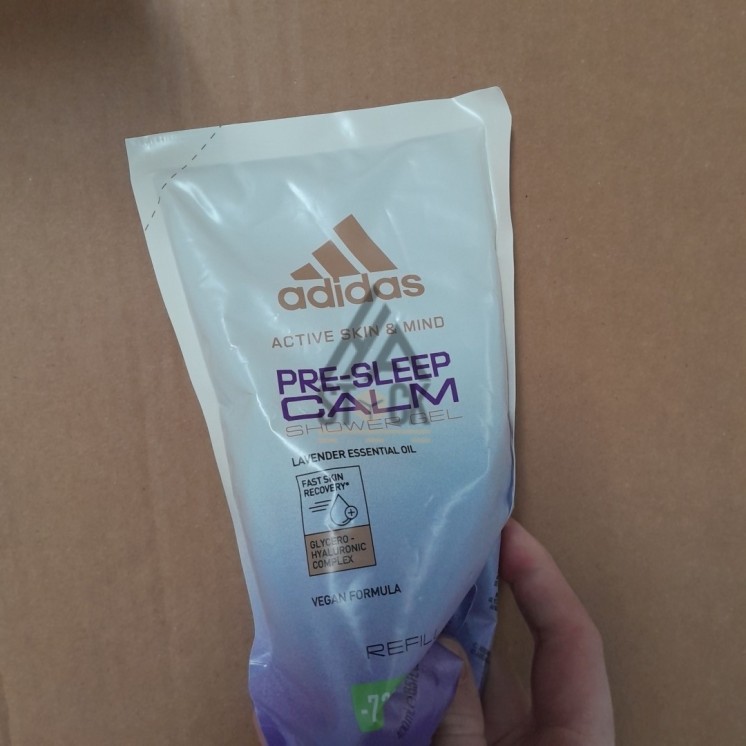 adidas
ACTIVE SKIN & MIND
PRE-SLEEP
CALM
SHOWER GEL
LAVENDER ESSENTIAL OIL
FAST SKIN
RECOVERY*
GLYCERO -
HYALURONIC
COMPLEX
VEGAN FORMULA